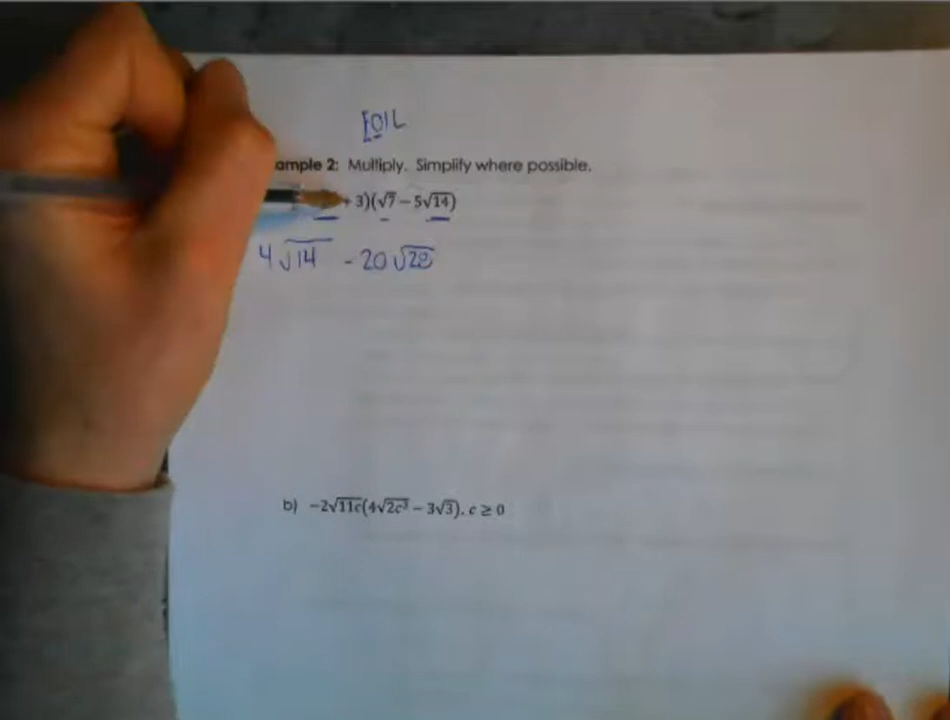 FOIL
ample 2: Multiply. Simplify where possible.
+ 3)(√7 − 5√14)
4√14 - 20√28
b) −2√11c(4√2c³ − 3√3), c ≥ 0